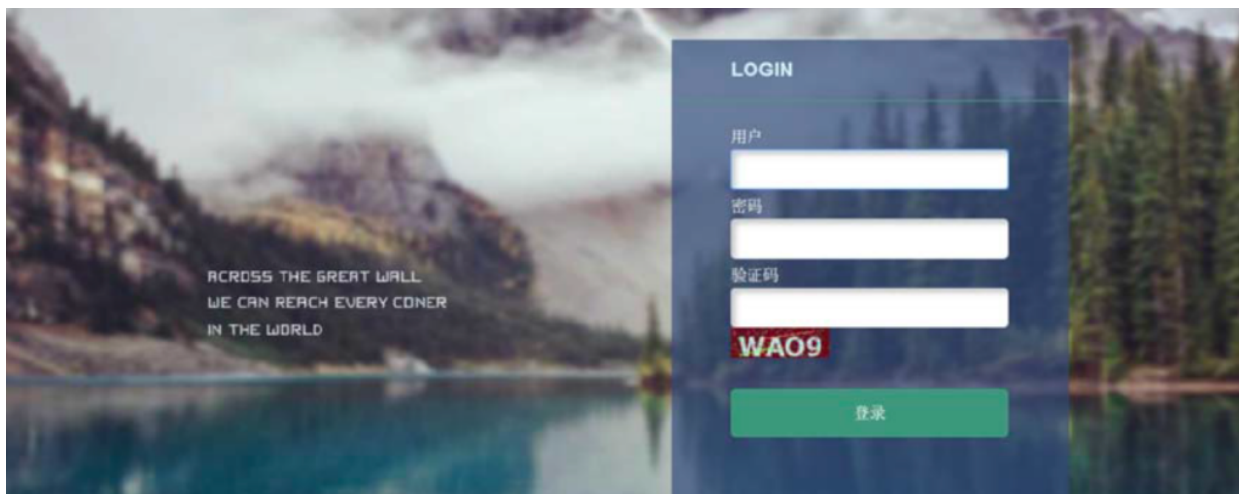 LOGIN
用户
密码
ACROSS THE GREAT WALL
验证码
WE CAN REACH EVERY CONER
IN THE WORLD
WAO9
登录